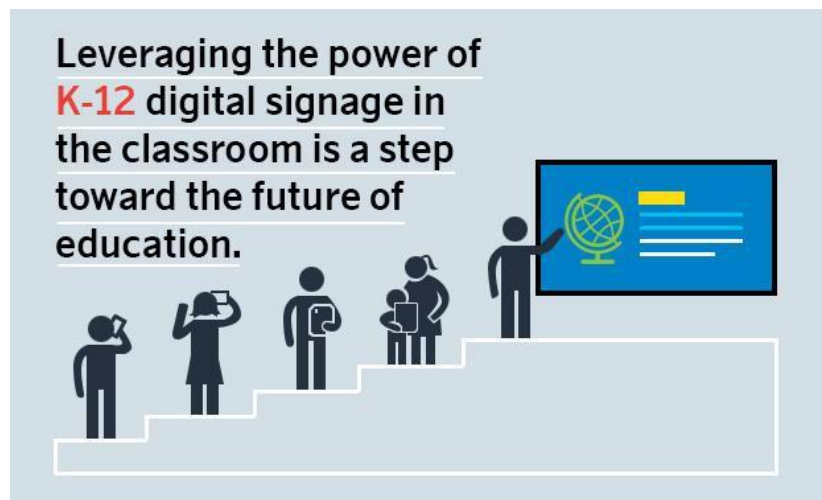 Leveraging the power of
K-12 digital signage in
the classroom is a step
toward the future of
education.